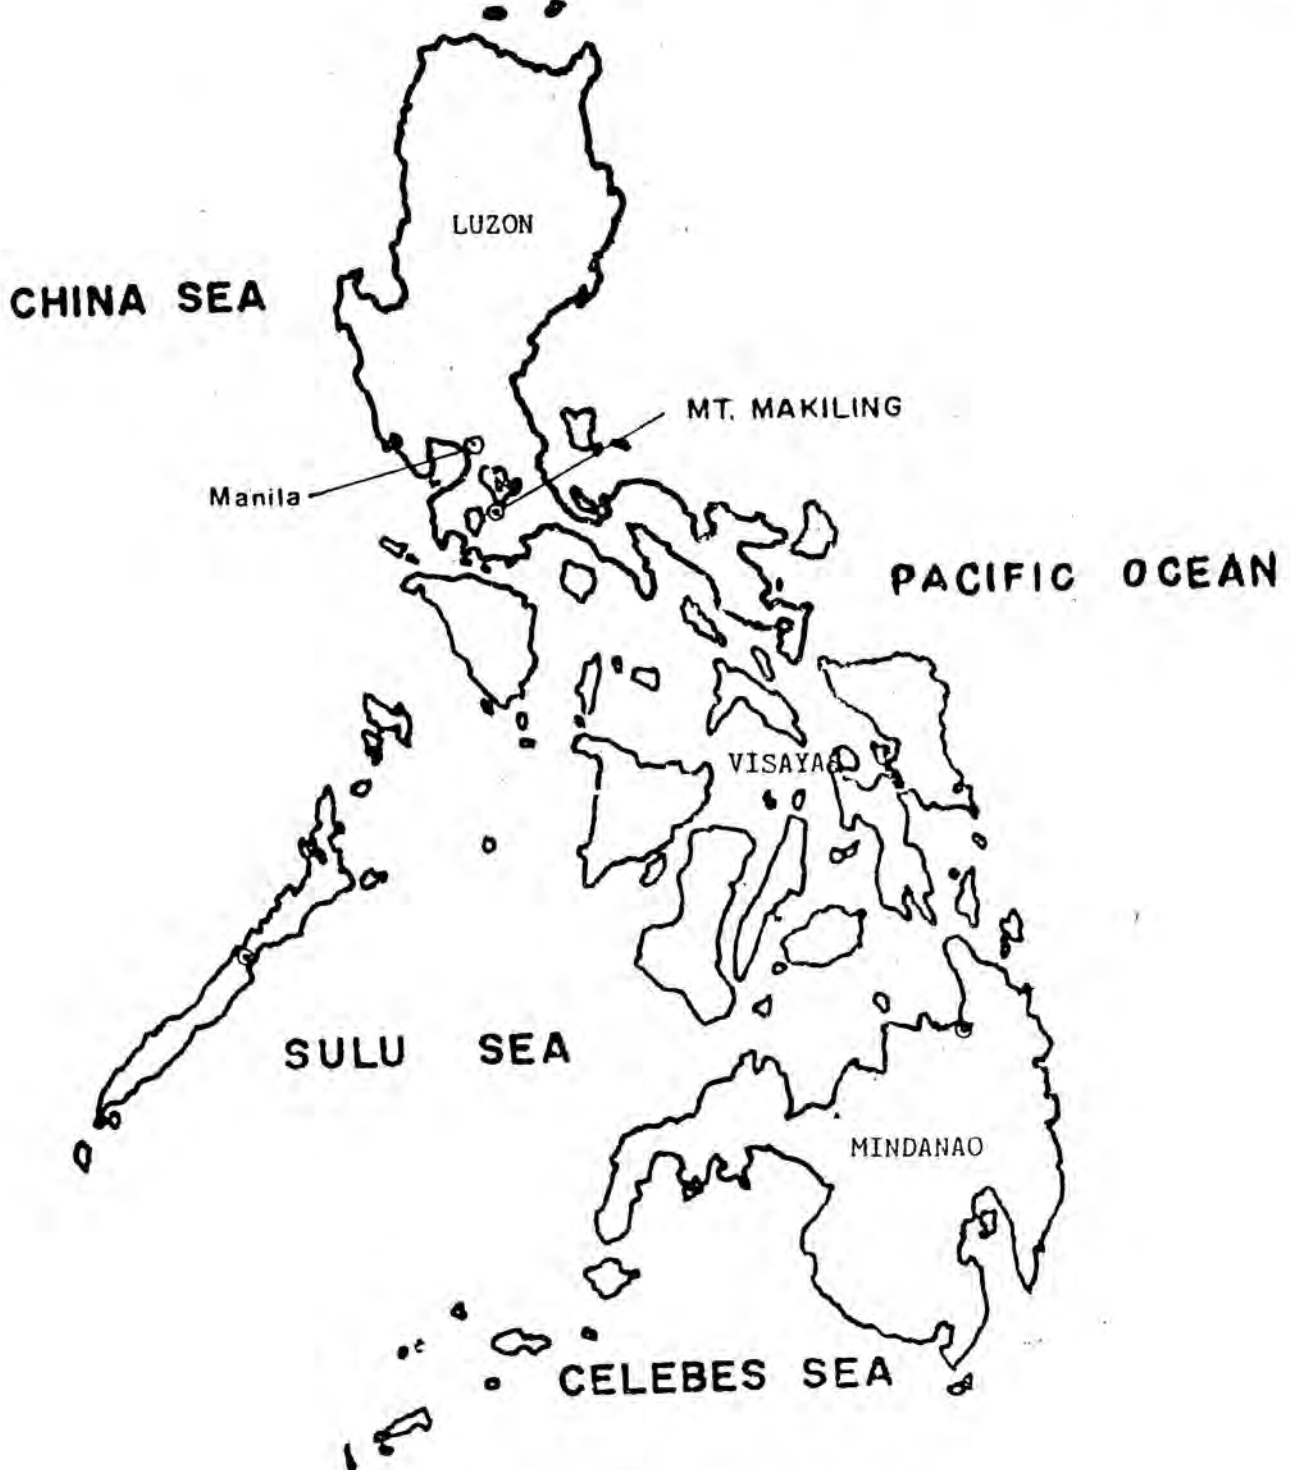 LUZON
CHINA SEA
MT. MAKILING
Manila
PACIFIC OCEAN
VISAYAS
SULU SEA
MINDANAO
CELEBES SEA